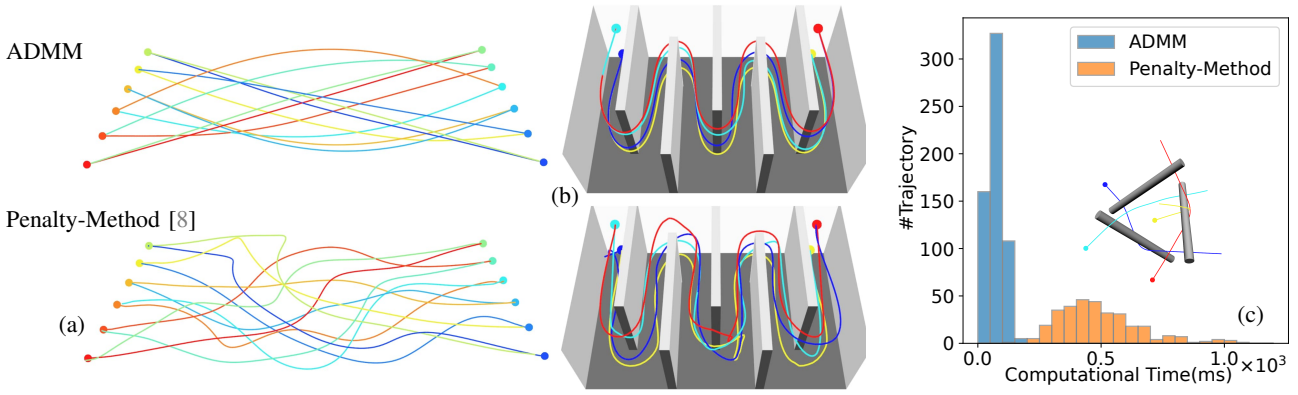 ADMM
Penalty-Method [8]
(a)
(b)
ADMM
Penalty-Method
#Trajectory
300
250
200
150
100
50
0
(c)
0.0
0.5
1.0
×10³
Computational Time(ms)